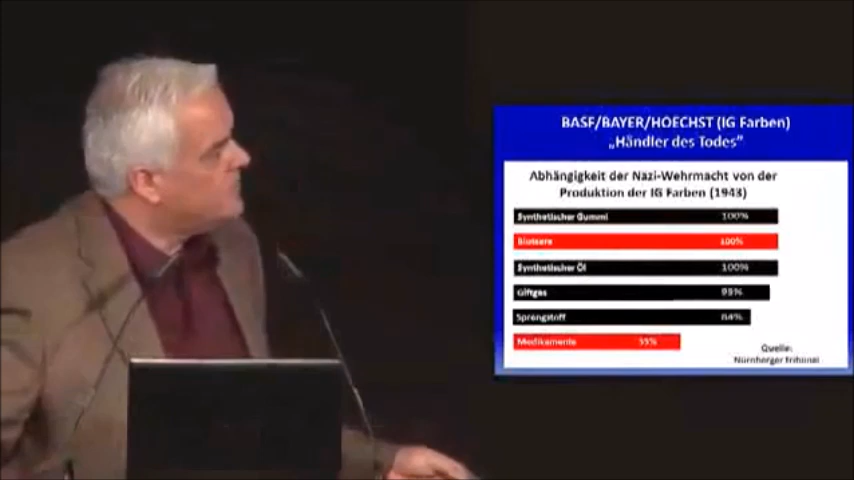 BASF/BAYER/HOECHST (IG Farben)
„Händler des Todes“
Abhängigkeit der Nazi-Wehrmacht von der
Produktion der IG Farben (1943)
Synthetischer Gummi 100%
Blutsera 100%
Synthetischer Öl 100%
Giftgas 95%
Sprengstoff 84%
Medikamente 55%
Quelle:
Nürnberger Tribunal